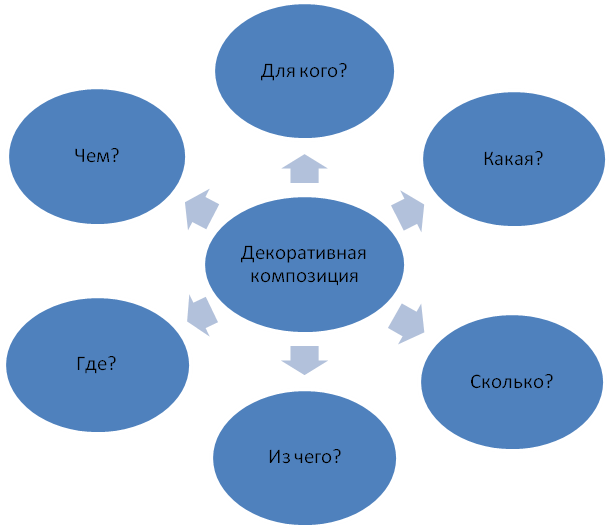 Для кого?
Чем?
Какая?
Декоративная
композиция
Где?
Сколько?
Из чего?